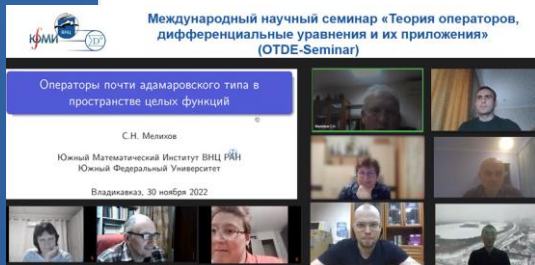 Международный научный семинар «Теория операторов,
дифференциальные уравнения и их приложения»
(OTDE-Seminar)
ВНЦ
Операторы почти адамаровского типа в
пространстве целых функций
С.Н. Мелихов
Южный Математический Институт ВНЦ РАН
Южный Федеральный Университет
Владикавказ, 30 ноября 2022